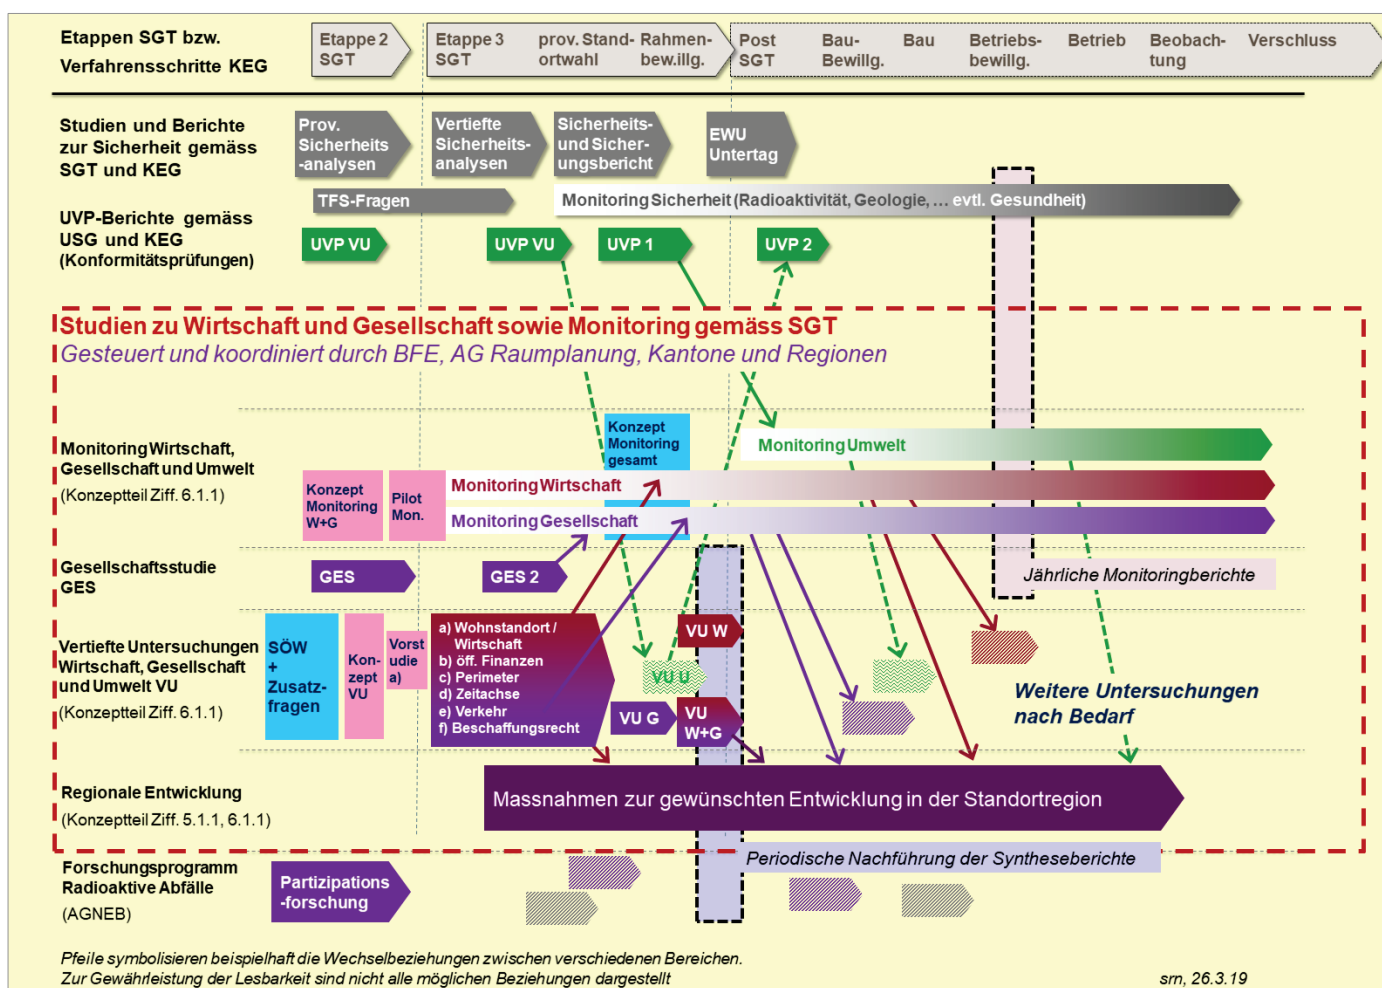 Etappen SGT bzw.
Verfahrensschritte KEG
Etappe 2
SGT
Etappe 3
SGT
prov. Stand-
ortwahl
Rahmen-
bew.illg.
Post
SGT
Bau-
Bewillg.
Bau
Betriebs-
bewillg.
Betrieb
Beobach-
tung
Verschluss
Studien und Berichte
zur Sicherheit gemäss
SGT und KEG
Prov.
Sicherheits
-analysen
Vertiefte
Sicherheits-
analysen
Sicherheits-
und Sicher-
ungsbericht
EWU
Untertag
TFS-Fragen
Monitoring Sicherheit (Radioaktivität, Geologie, ... evtl. Gesundheit)
UVP-Berichte gemäss
USG und KEG
(Konformitätsprüfungen)
UVP VU
UVP VU
UVP 1
UVP 2
Studien zu Wirtschaft und Gesellschaft sowie Monitoring gemäss SGT
Gesteuert und koordiniert durch BFE, AG Raumplanung, Kantone und Regionen
Monitoring Wirtschaft,
Gesellschaft und Umwelt
(Konzeptteil Ziff. 6.1.1)
Konzept
Monitoring
W+G
Pilot
Mon.
Konzept
Monitoring
gesamt
Monitoring Umwelt
Monitoring Wirtschaft
Monitoring Gesellschaft
Gesellschaftsstudie
GES
GES
GES 2
Jährliche Monitoringberichte
Vertiefte Untersuchungen
Wirtschaft, Gesellschaft
und Umwelt VU
(Konzeptteil Ziff. 6.1.1)
SÖW
+
Zusatz-
fragen
Kon-
zept
VU
Vorst
udie
a)
a) Wohnstandort /
Wirtschaft
b) öff. Finanzen
c) Perimeter
d) Zeitachse
e) Verkehr
f) Beschaffungsrecht
VU W
VU U
VU G
VU
W+G
Weitere Untersuchungen
nach Bedarf
Regionale Entwicklung
(Konzeptteil Ziff. 5.1.1, 6.1.1)
Massnahmen zur gewünschten Entwicklung in der Standortregion
Periodische Nachführung der Syntheseberichte
Forschungsprogramm
Radioaktive Abfälle
(AGNEB)
Partizipations
-forschung
Pfeile symbolisieren beispielhaft die Wechselbeziehungen zwischen verschiedenen Bereichen.
Zur Gewährleistung der Lesbarkeit sind nicht alle möglichen Beziehungen dargestellt
srn, 26.3.19